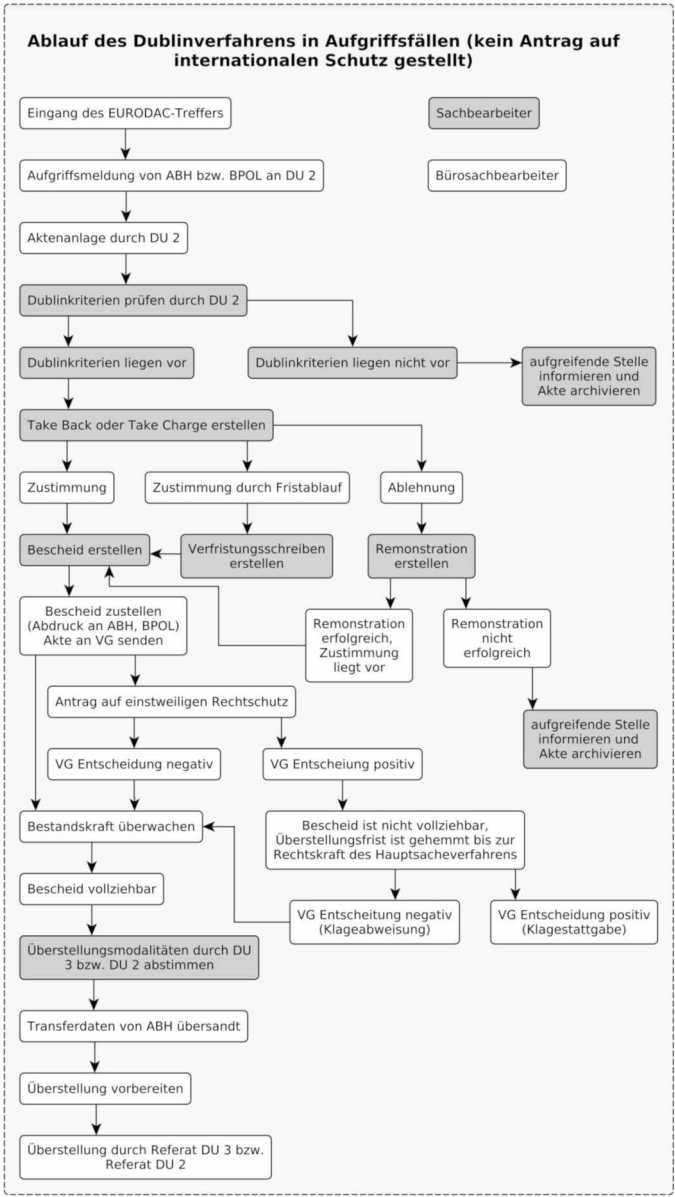 Ablauf des Dublinverfahrens in Aufgriffsfällen (kein Antrag auf
internationalen Schutz gestellt)
Eingang des EURODAC-Treffers
Sachbearbeiter
Aufgriffsmeldung von ABH bzw. BPOL an DU 2
Bürosachbearbeiter
Aktenanlage durch DU 2
Dublinkriterien prüfen durch DU 2
Dublinkriterien liegen vor
Dublinkriterien liegen nicht vor
aufgreifende Stelle
informieren und
Akte archivieren
Take Back oder Take Charge erstellen
Zustimmung
Zustimmung durch Fristablauf
Ablehnung
Bescheid erstellen
Verfristungsschreiben
erstellen
Remonstration
erstellen
Bescheid zustellen
(Abdruck an ABH, BPOL)
Akte an VG senden
Remonstration
erfolgreich,
Zustimmung
liegt vor
Remonstration
nicht
erfolgreich
Antrag auf einstweiligen Rechtschutz
aufgreifende Stelle
informieren und
Akte archivieren
VG Entscheidung negativ
VG Entscheiung positiv
Bestandskraft überwachen
Bescheid ist nicht vollziehbar,
Überstellungsfrist ist gehemmt bis zur
Rechtskraft des Hauptsacheverfahrens
Bescheid vollziehbar
VG Entscheitung negativ
(Klageabweisung)
VG Entscheidung positiv
(Klagestattgabe)
Überstellungsmodalitäten durch DU
3 bzw. DU 2 abstimmen
Transferdaten von ABH übersandt
Überstellung vorbereiten
Überstellung durch Referat DU 3 bzw.
Referat DU 2